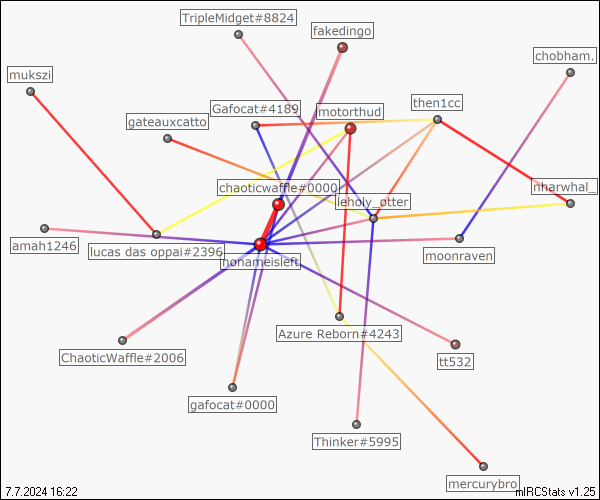 TripleMidget#8824
fakedingo
chobham.
mukszi
Gafocat#4189
motorthud
then1cc
gateauxcatto
chaoticwaffle#0000
nharwhal_
leholy_otter
amah1246
lucas das oppai#2396
nonameisleft
moonraven
Azure Reborn#4243
ChaoticWaffle#2006
tt532
gafocat#0000
Thinker#5995
mercurybro
7.7.2024 16:22
mIRCStats v1.25